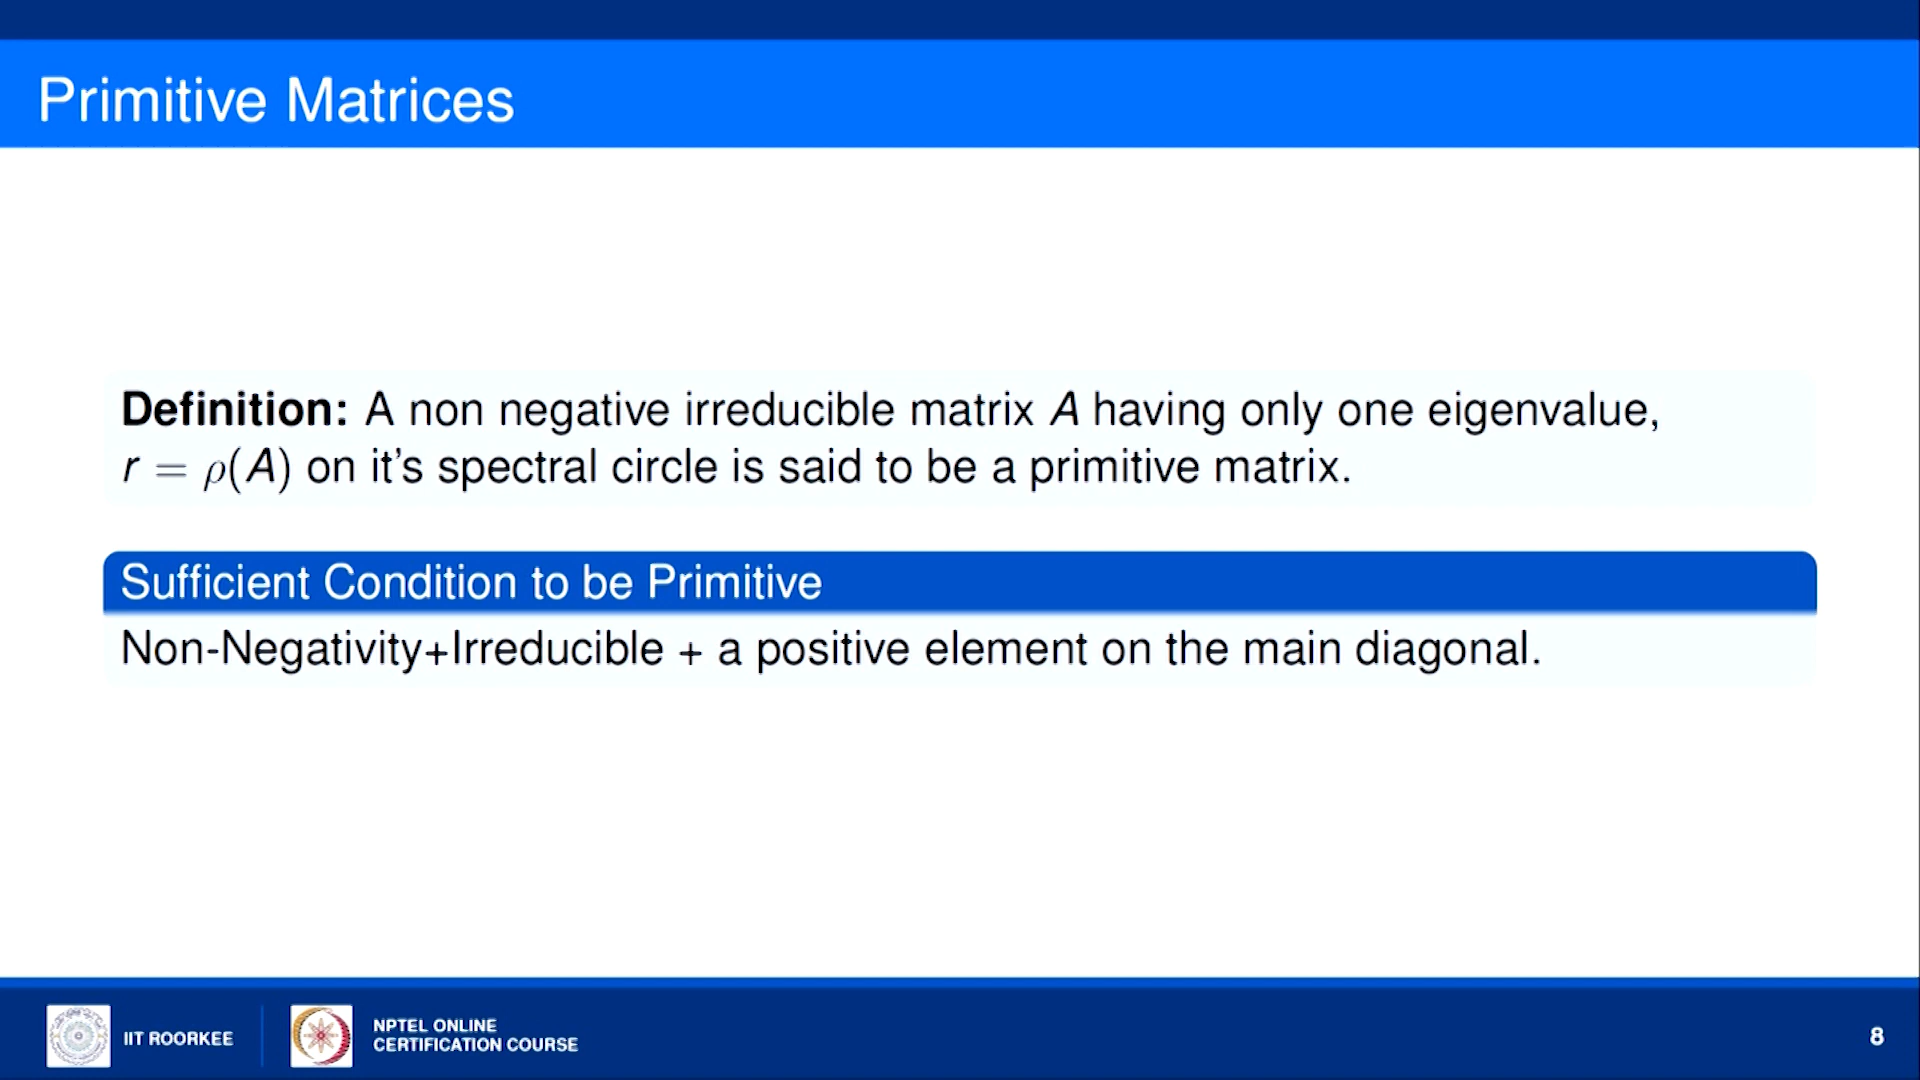 Primitive Matrices
Definition: A non negative irreducible matrix A having only one eigenvalue,
r = ρ(A) on it's spectral circle is said to be a primitive matrix.
Sufficient Condition to be Primitive
Non-Negativity+Irreducible + a positive element on the main diagonal.
IIT ROORKEE
NPTEL ONLINE
CERTIFICATION COURSE
8